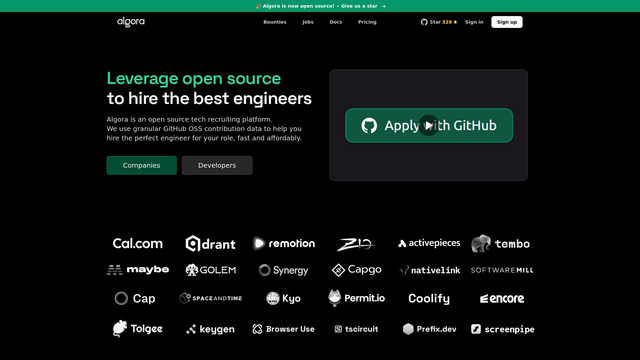 Algora is now open source! • Give us a star →
algora
Bounties
Jobs
Docs
Pricing
Star 328
Sign in
Sign up
Leverage open source
to hire the best engineers
Algora is an open source tech recruiting platform.
We use granular GitHub OSS contribution data to help you
hire the perfect engineer for your role, fast and affordably.
Companies
Developers
Apply with GitHub
Cal.com
qdrant
remotion
ZIO
activepieces
tembo
maybe
GOLEM
Synergy
Capgo
nativelink
SOFTWAREMILL
Cap
SPACEANDTIME
Kyo
Permit.io
Coolify
encore
Tolgee
keygen
Browser Use
tscircuit
Prefix.dev
screenpipe